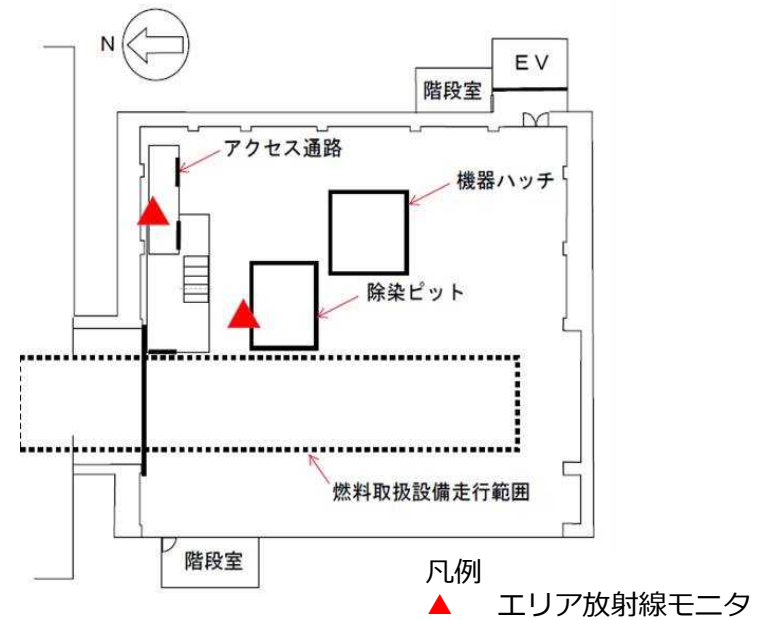 N
EV
階段室
アクセス通路
機器ハッチ
除染ピット
燃料取扱設備走行範囲
階段室
凡例
▲ エリア放射線モニタ